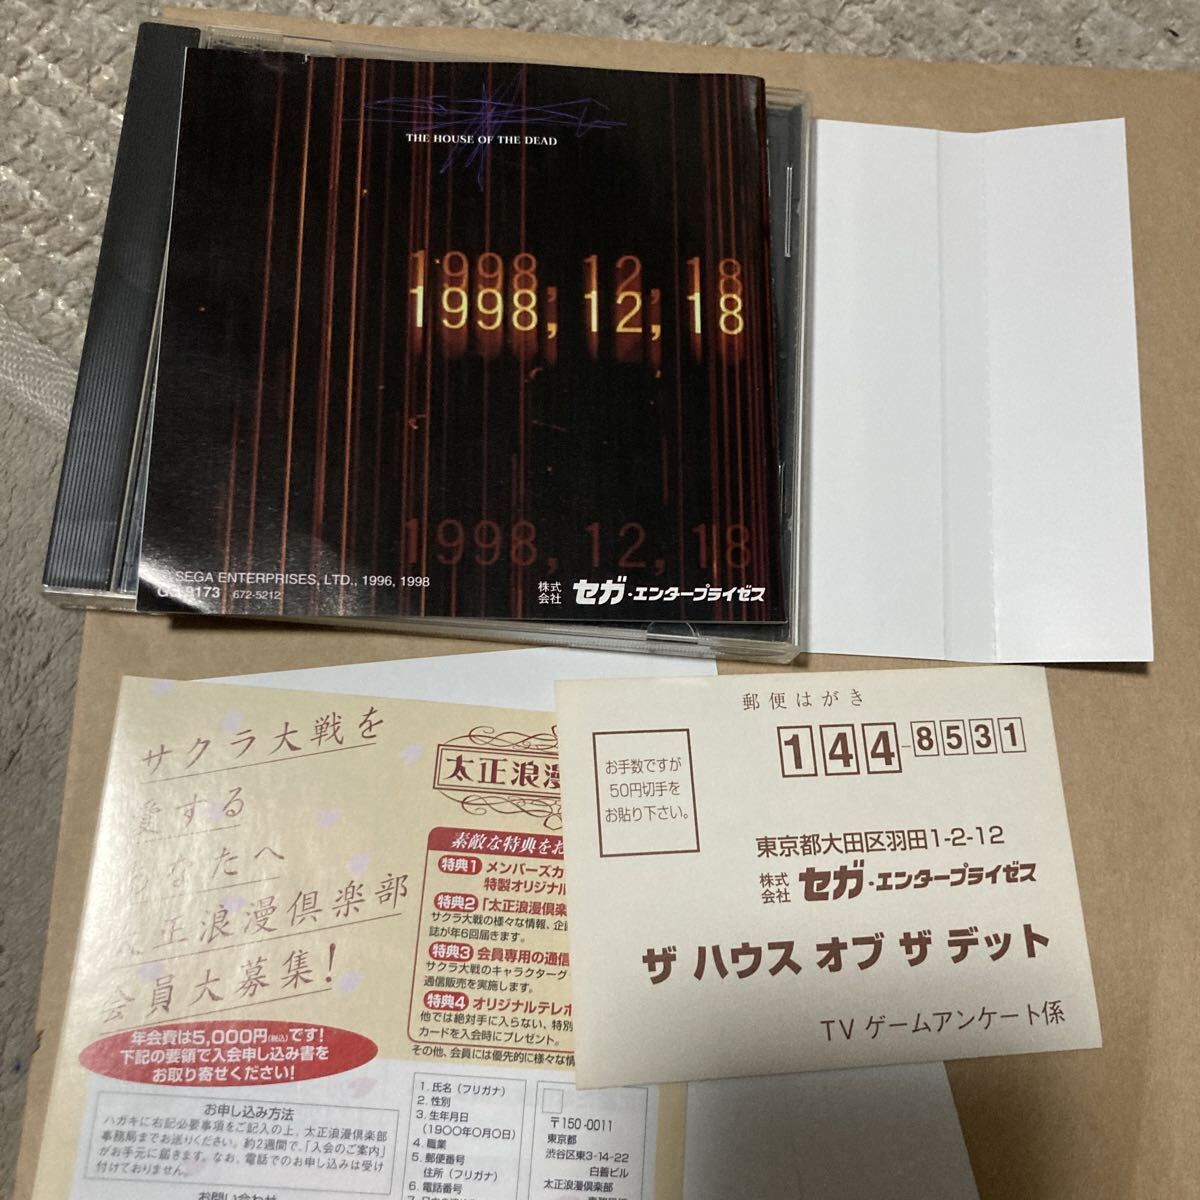 THE HOUSE OF THE DEAD
1998, 12, 18
1998, 12, 18
1998, 12, 18
SEGA ENTERPRISES, LTD., 1996, 1998
9173 672-5212
株式会社 セガ・エンタープライゼス
サクラ大戦を
愛する
なたへ
正浪漫倶楽部
会員大募集!
年会費は5,000円(税込)です!
下記の要領で入会申し込み書を
お取り寄せください!
お申し込み方法
ハガキに右記必要事項をご記入の上、太正浪漫倶楽部
事務局までお送りください。約2週間で、「入会のご案内」
がお手元に届きます。なお、電話でのお申し込みは受け
付けておりません。
お問い合わせ
太正浪漫
素敵な特典をお
特典1 メンバーズカ
特製オリジナル
特典2 「太正浪漫倶楽
サクラ大戦の様々な情報、企
誌が年6回届きます。
特典3 会員専用の通信
サクラ大戦のキャラクターグ
通信販売を実施します。
特典4 オリジナルテレホ
他では絶対手に入らない、特別
カードを入会時にプレゼント。
その他、会員には優先的に様々な情
1. 氏名(フリガナ)
2. 性別
3. 生年月日
(1900年0月0日)
4. 職業
5. 郵便番号
住所(フリガナ)
6. 電話番号
〒150-0011
東京都
渋谷区東3-14-22
白善ビル
太正浪漫倶楽部
郵便はがき
144-8531
お手数ですが
50円切手を
お貼り下さい。
東京都大田区羽田1-2-12
株式会社 セガ・エンタープライゼス
ザ ハウス オブ ザ デット
TV ゲームアンケート係